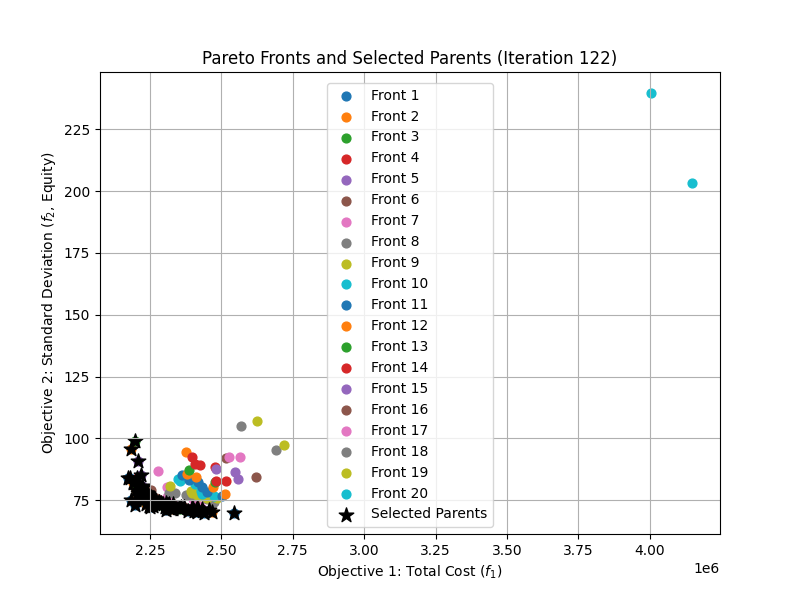 Pareto Fronts and Selected Parents (Iteration 122)
Objective 2: Standard Deviation (f₂, Equity)
225
200
175
150
125
100
75
Front 1
Front 2
Front 3
Front 4
Front 5
Front 6
Front 7
Front 8
Front 9
Front 10
Front 11
Front 12
Front 13
Front 14
Front 15
Front 16
Front 17
Front 18
Front 19
Front 20
Selected Parents
2.25 2.50 2.75 3.00 3.25 3.50 3.75 4.00
1e6
Objective 1: Total Cost (f₁)